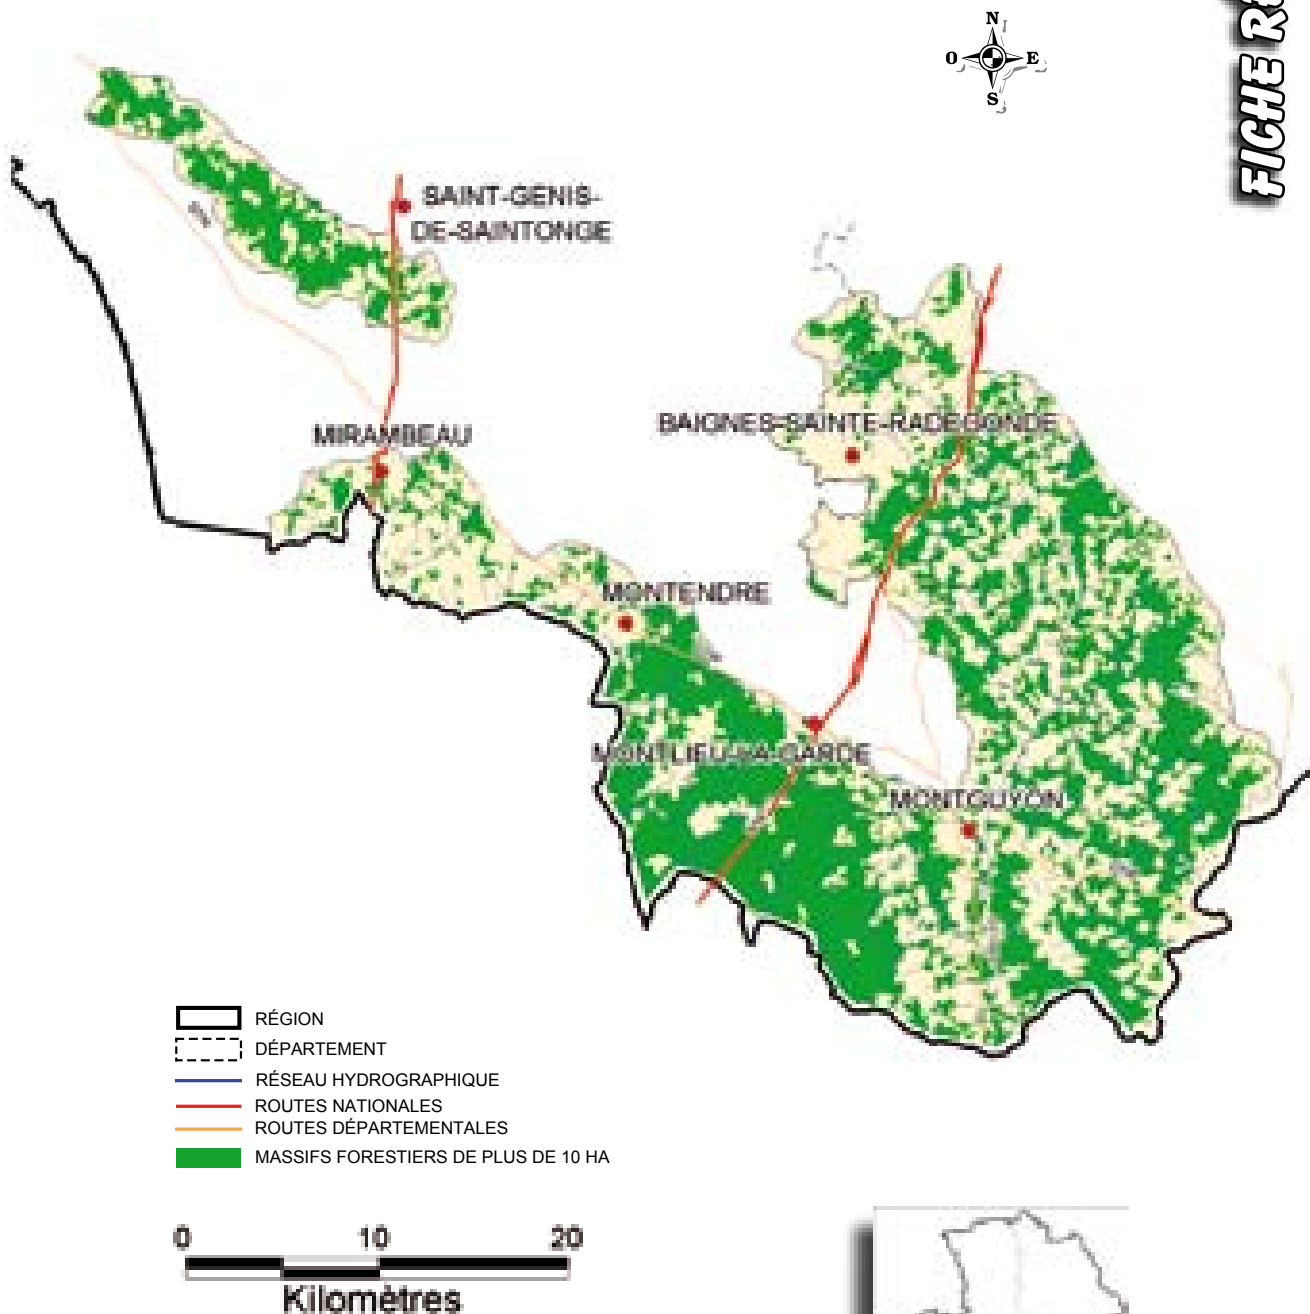 N
O E
S
FICHE
SAINT-GENIS-
DE-SAINTONGE
MIRAMBEAU
BAIGNES-SAINTE-RADEGONDE
MONTENDRE
MONTLIEU-LA-GARDE
MONTGUYON
RÉGION
DÉPARTEMENT
RÉSEAU HYDROGRAPHIQUE
ROUTES NATIONALES
ROUTES DÉPARTEMENTALES
MASSIFS FORESTIERS DE PLUS DE 10 HA
0 10 20
Kilomètres